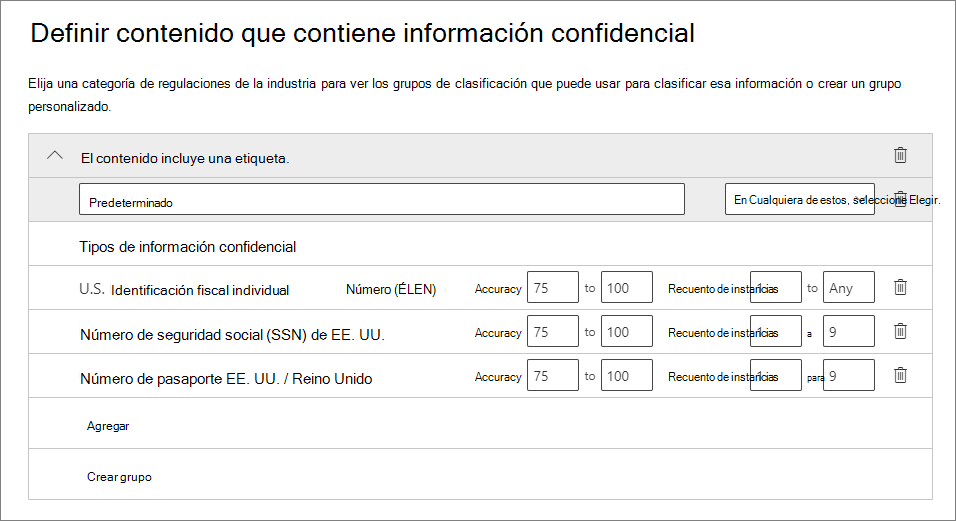 Definir contenido que contiene información confidencial
Elija una categoría de regulaciones de la industria para ver los grupos de clasificación que puede usar para clasificar esa información o crear un grupo
personalizado.
El contenido incluye una etiqueta.
Predeterminado En Cualquiera de estos, seleccione Elegir.
Tipos de información confidencial
U.S. Identificación fiscal individual Número (ÉLEN) Accuracy 75 to 100 Recuento de instancias 1 to Any
Número de seguridad social (SSN) de EE. UU. Accuracy 75 to 100 Recuento de instancias 1 a 9
Número de pasaporte EE. UU. / Reino Unido Accuracy 75 to 100 Recuento de instancias 1 para 9
Agregar
Crear grupo